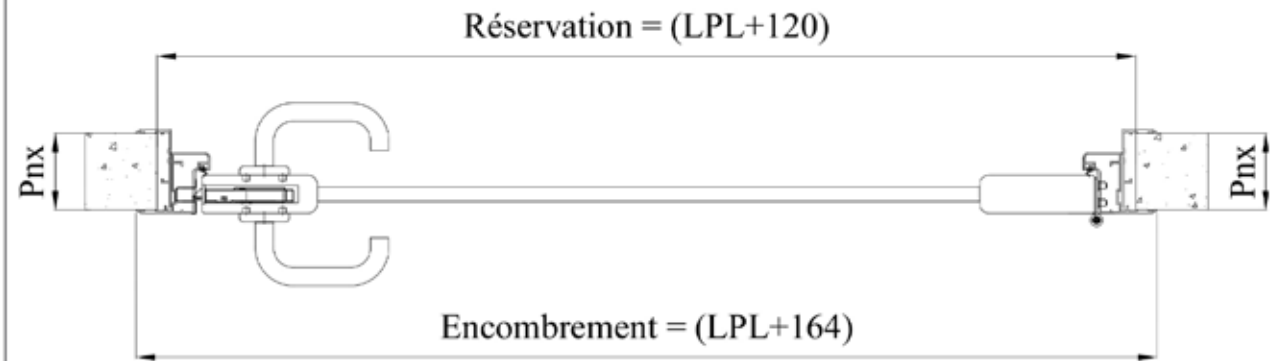 Réservation = (LPL+120)
Pnx
Pnx
Encombrement = (LPL+164)